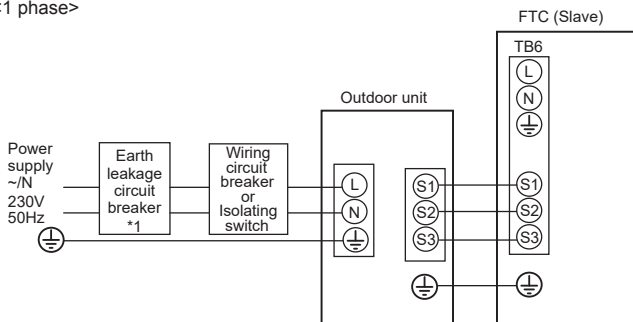 <1 phase>
FTC (Slave)
TB6
L
N
Outdoor unit
Power
supply
~/N
230V
50Hz
Earth
leakage
circuit
breaker
*1
Wiring
circuit
breaker
or
Isolating
switch
L
N
S1
S2
S3
S1
S2
S3